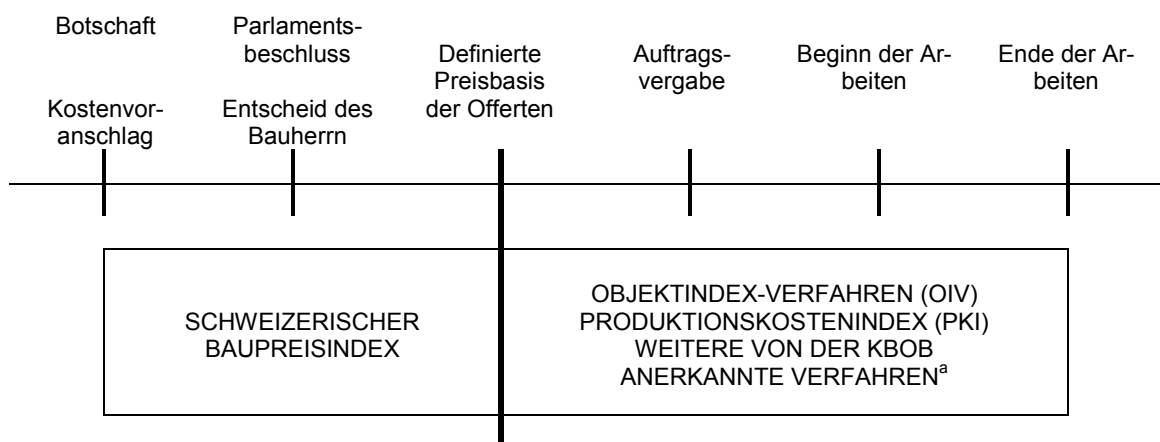 Botschaft
Kostenvor-
anschlag
Parlaments-
beschluss
Entscheid des
Bauherrn
Definierte
Preisbasis
der Offerten
Auftrags-
vergabe
Beginn der Ar-
beiten
Ende der Ar-
beiten
SCHWEIZERISCHER
BAUPREISINDEX
OBJEKTINDEX-VERFAHREN (OIV)
PRODUKTIONSKOSTENINDEX (PKI)
WEITERE VON DER KBOB
ANERKANNTE VERFAHRENᵃ